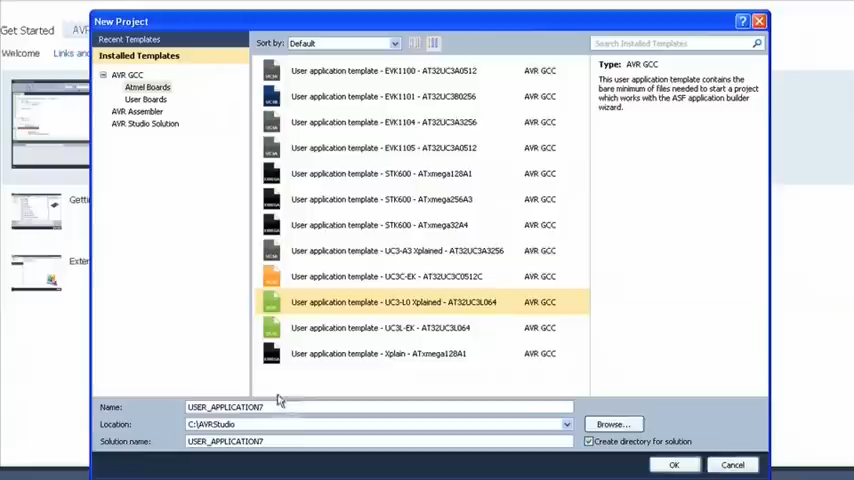 New Project
Get Started
AVR
Welcome
Links and
Getti
Exter
Recent Templates
Installed Templates
AVR GCC
Atmel Boards
User Boards
AVR Assembler
AVR Studio Solution
Sort by: Default
Search Installed Templates
User application template - EVK1100 - AT32UC3A0512 AVR GCC
User application template - EVK1101 - AT32UC3B0256 AVR GCC
User application template - EVK1104 - AT32UC3A3256 AVR GCC
User application template - EVK1105 - AT32UC3A0512 AVR GCC
User application template - STK600 - ATxmega128A1 AVR GCC
User application template - STK600 - ATxmega256A3 AVR GCC
User application template - STK600 - ATxmega32A4 AVR GCC
User application template - UC3-A3 Xplained - AT32UC3A3256 AVR GCC
User application template - UC3C-EK - AT32UC3C0512C AVR GCC
User application template - UC3-L0 Xplained - AT32UC3L064 AVR GCC
User application template - UC3L-EK - AT32UC3L064 AVR GCC
User application template - Xplain - ATxmega128A1 AVR GCC
Type: AVR GCC
This user application template contains the
bare minimum of files needed to start a project
which works with the ASF application builder
wizard.
Name: USER_APPLICATION7
Location: C:\AVRStudio
Browse...
Solution name: USER_APPLICATION7
Create directory for solution
OK
Cancel